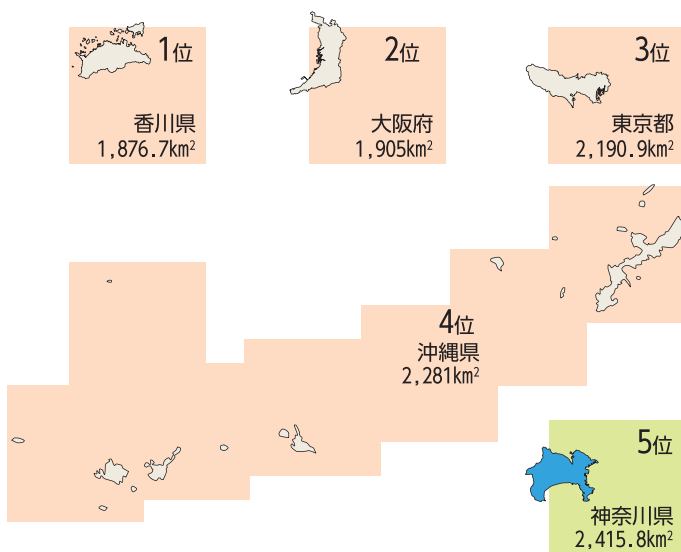 1位
香川県
1,876.7km²
2位
大阪府
1,905km²
3位
東京都
2,190.9km²
4位
沖縄県
2,281km²
5位
神奈川県
2,415.8km²